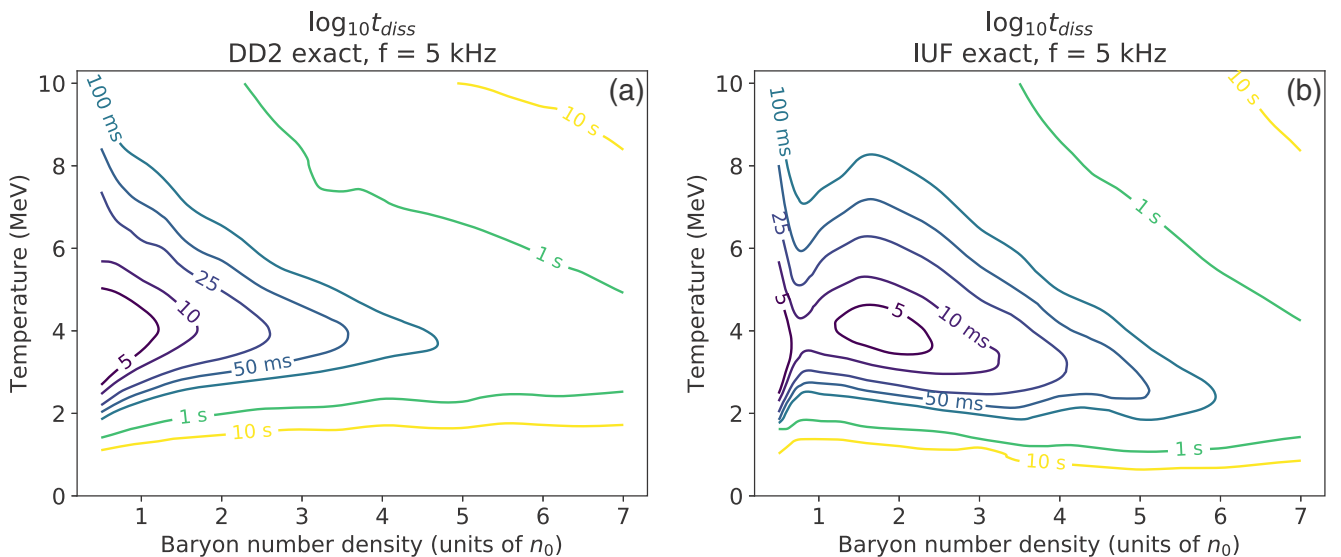 log₁₀t_diss
DD2 exact, f = 5 kHz
(a)
10
8
6
4
2
0
Temperature (MeV)
100 ms
10 s
1 s
25
10
5
50 ms
1 s
10 s
1 2 3 4 5 6 7
Baryon number density (units of n₀)
log₁₀t_diss
IUF exact, f = 5 kHz
(b)
10
8
6
4
2
0
Temperature (MeV)
100 ms
10 s
1 s
25
5
5
10 ms
50 ms
1 s
10 s
1 2 3 4 5 6 7
Baryon number density (units of n₀)